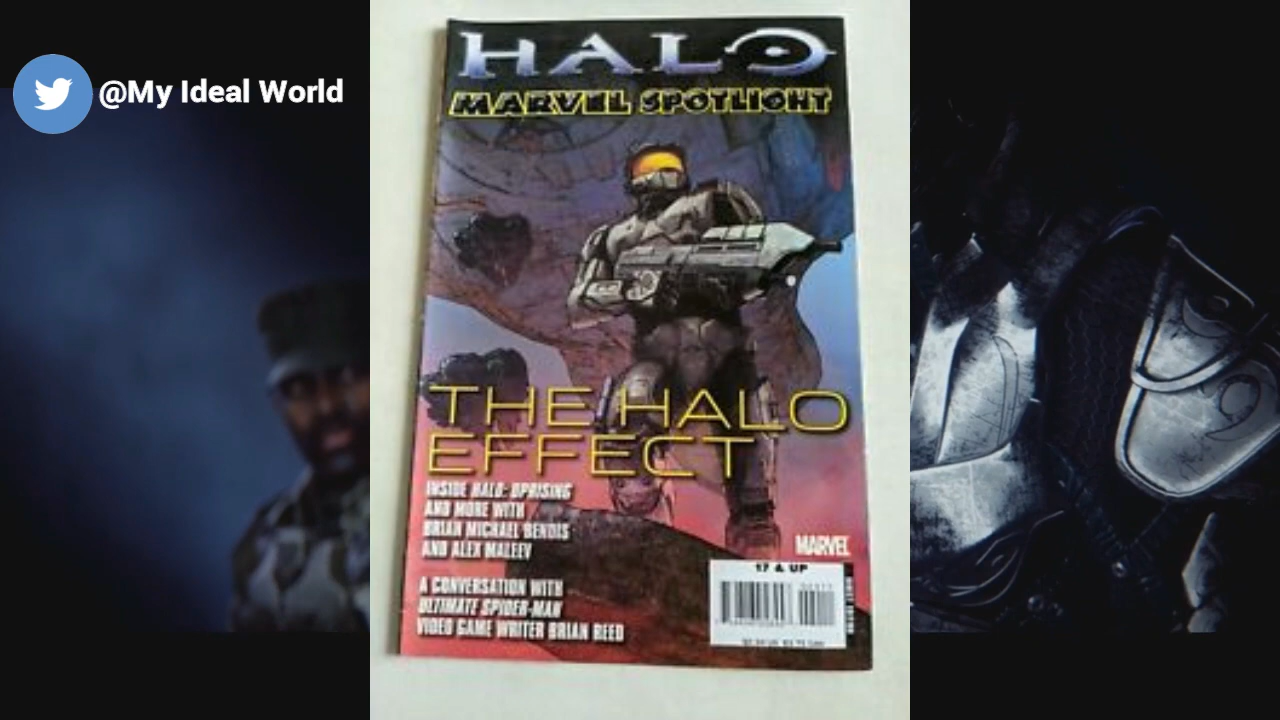 @My Ideal World
HALO
MARVEL SPOTLIGHT
THE HALO
EFFECT
INSIDE HALO: UPRISING
AND MORE WITH
BRIAN MICHAEL BENDIS
AND ALEX MALEEV
MARVEL
17 & UP
A CONVERSATION WITH
ULTIMATE SPIDER-MAN
VIDEO GAME WRITER BRIAN REED